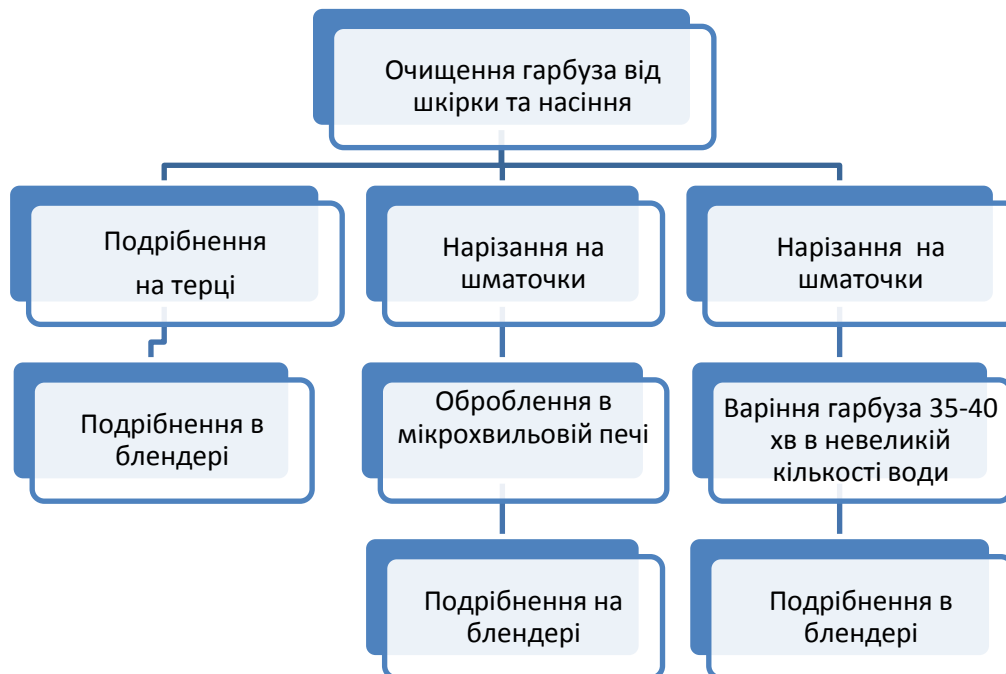 Очищення гарбуза від
шкірки та насіння
Подрібнення
на терці
Нарізання на
шматочки
Нарізання на
шматочки
Подрібнення в
блендері
Оброблення в
мікрохвильовій печі
Варіння гарбуза 35-40
хв в невеликій
кількості води
Подрібнення на
блендері
Подрібнення в
блендері